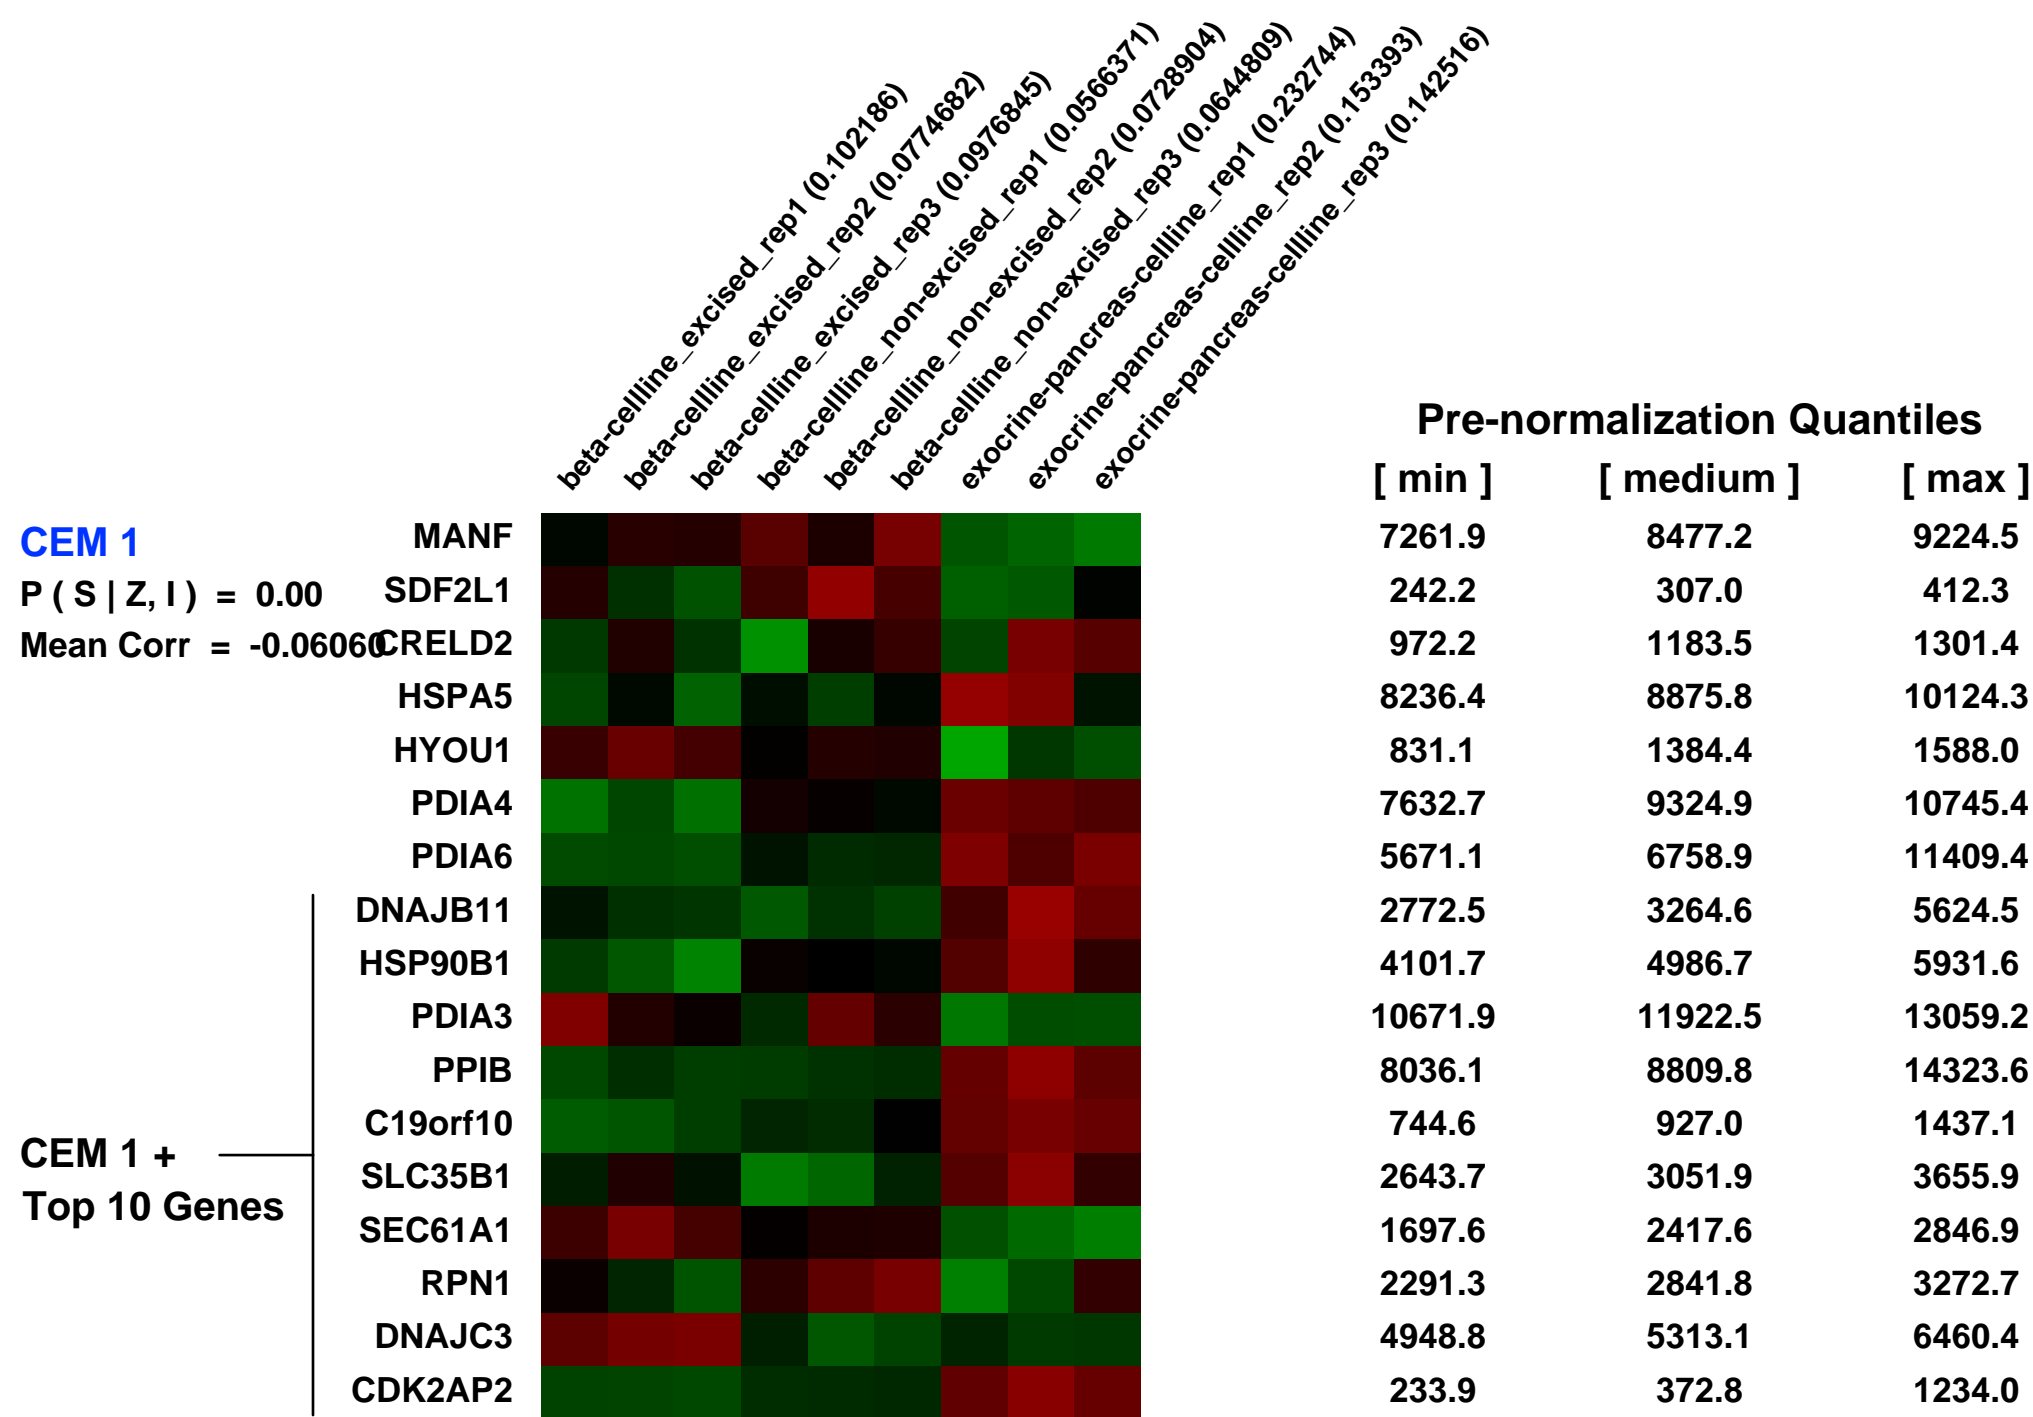 beta-cellline_excised_rep1 (0.102186)
beta-cellline_excised_rep2 (0.0774682)
beta-cellline_excised_rep3 (0.0976845)
beta-cellline_non-excised_rep1 (0.0566371)
beta-cellline_non-excised_rep2 (0.0728904)
beta-cellline_non-excised_rep3 (0.0644809)
exocrine-pancreas-cellline_rep1 (0.232744)
exocrine-pancreas-cellline_rep2 (0.153393)
exocrine-pancreas-cellline_rep3 (0.142516)
Pre-normalization Quantiles
[ min ] [ medium ] [ max ]
CEM 1
P ( S | Z, I ) = 0.00
Mean Corr = -0.06060
MANF 7261.9 8477.2 9224.5
SDF2L1 242.2 307.0 412.3
CRELD2 972.2 1183.5 1301.4
HSPA5 8236.4 8875.8 10124.3
HYOU1 831.1 1384.4 1588.0
PDIA4 7632.7 9324.9 10745.4
PDIA6 5671.1 6758.9 11409.4
DNAJB11 2772.5 3264.6 5624.5
HSP90B1 4101.7 4986.7 5931.6
PDIA3 10671.9 11922.5 13059.2
PPIB 8036.1 8809.8 14323.6
C19orf10 744.6 927.0 1437.1
SLC35B1 2643.7 3051.9 3655.9
SEC61A1 1697.6 2417.6 2846.9
RPN1 2291.3 2841.8 3272.7
DNAJC3 4948.8 5313.1 6460.4
CDK2AP2 233.9 372.8 1234.0
CEM 1 +
Top 10 Genes